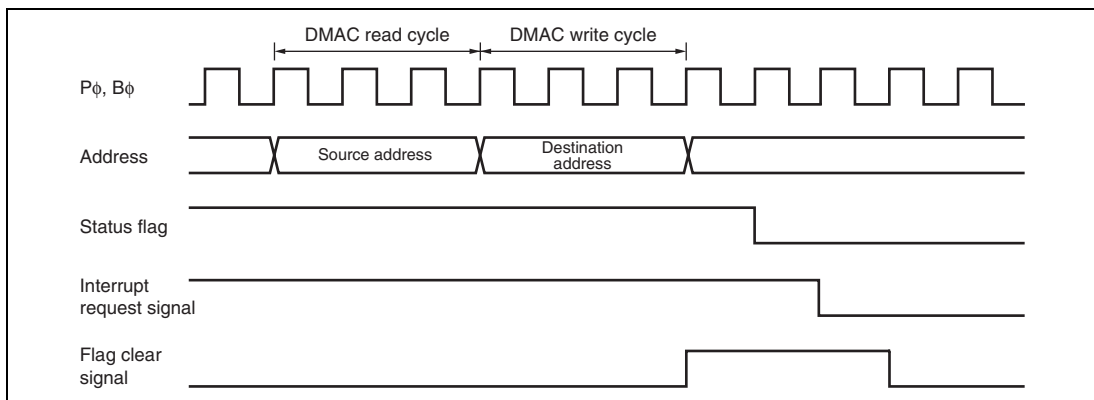 DMAC read cycle DMAC write cycle
Pϕ, Bϕ
Address
Source address
Destination
address
Status flag
Interrupt
request signal
Flag clear
signal